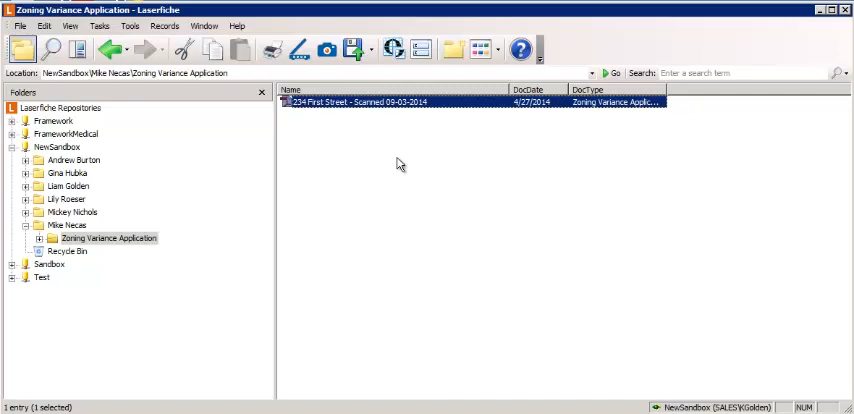 Zoning Variance Application - Laserfiche
File Edit View Tasks Tools Records Window Help
Location: NewSandbox\Mike Necas\Zoning Variance Application Go Search: Enter a search term
Folders
Laserfiche Repositories
Framework
FrameworkMedical
NewSandbox
Andrew Burton
Gina Hubka
Liam Golden
Lily Roeser
Mickey Nichols
Mike Necas
Zoning Variance Application
Recycle Bin
Sandbox
Test
Name DocDate DocType
234 First Street - Scanned 09-03-2014 4/27/2014 Zoning Variance Applic...
1 entry (1 selected) NewSandbox (SALES\KGolden) NUM